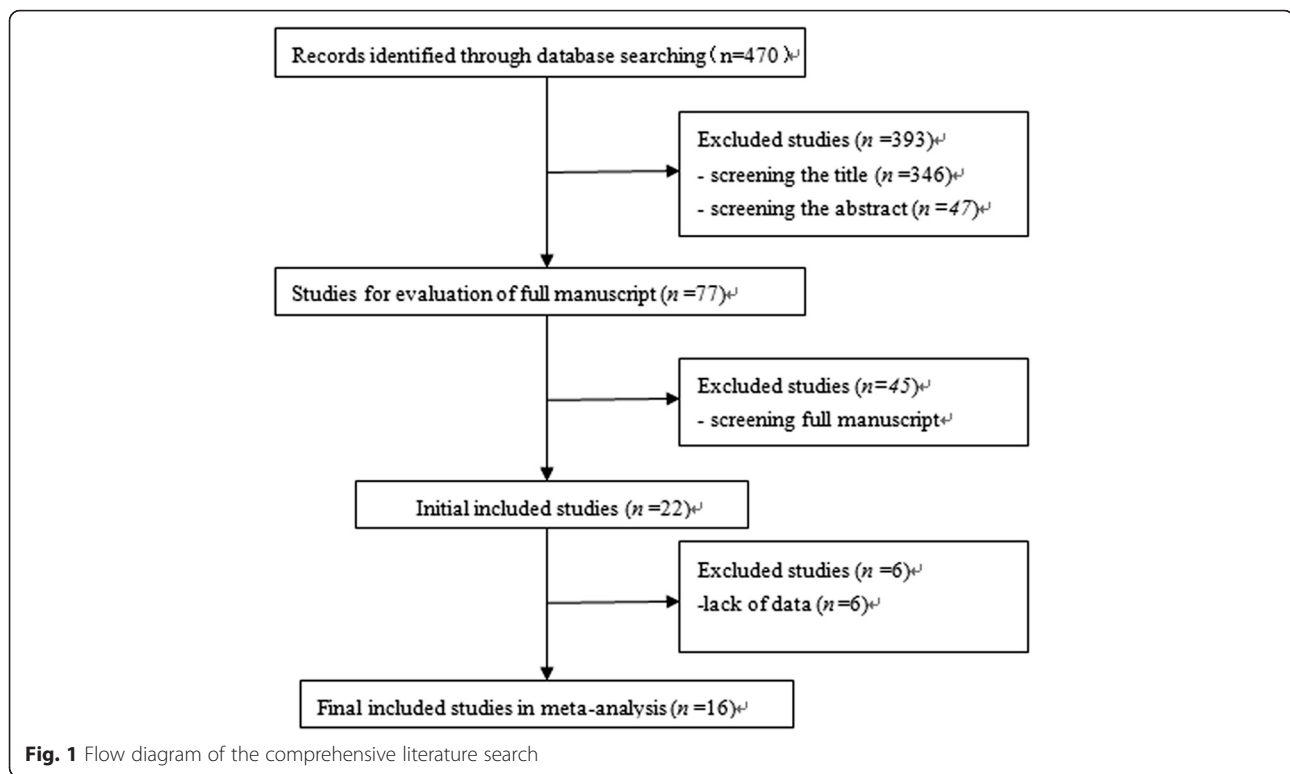 Records identified through database searching（n=470）↵
Excluded studies (n =393)↵
- screening the title (n =346)↵
- screening the abstract (n =47)↵
Studies for evaluation of full manuscript (n =77)↵
Excluded studies (n=45)↵
- screening full manuscript↵
Initial included studies (n =22)↵
Excluded studies (n =6)↵
-lack of data (n=6)↵
Final included studies in meta-analysis (n =16)↵
Fig. 1 Flow diagram of the comprehensive literature search